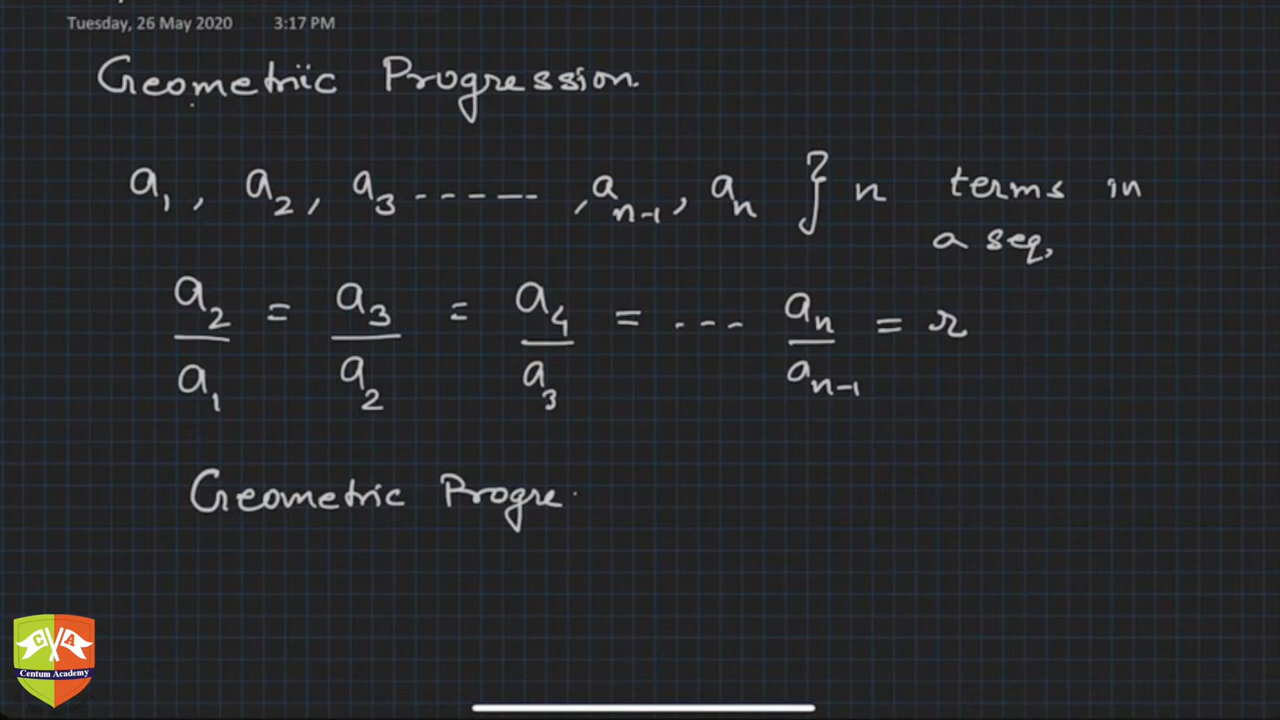 Tuesday, 26 May 2020 3:17 PM
Geometric Progression.
a₁, a₂, a₃ ------, aₙ₋₁, aₙ } n terms in
a seq,
a₂/a₁ = a₃/a₂ = a₄/a₃ = --- aₙ/aₙ₋₁ = r
Geometric Progre
C A
Centum Academy